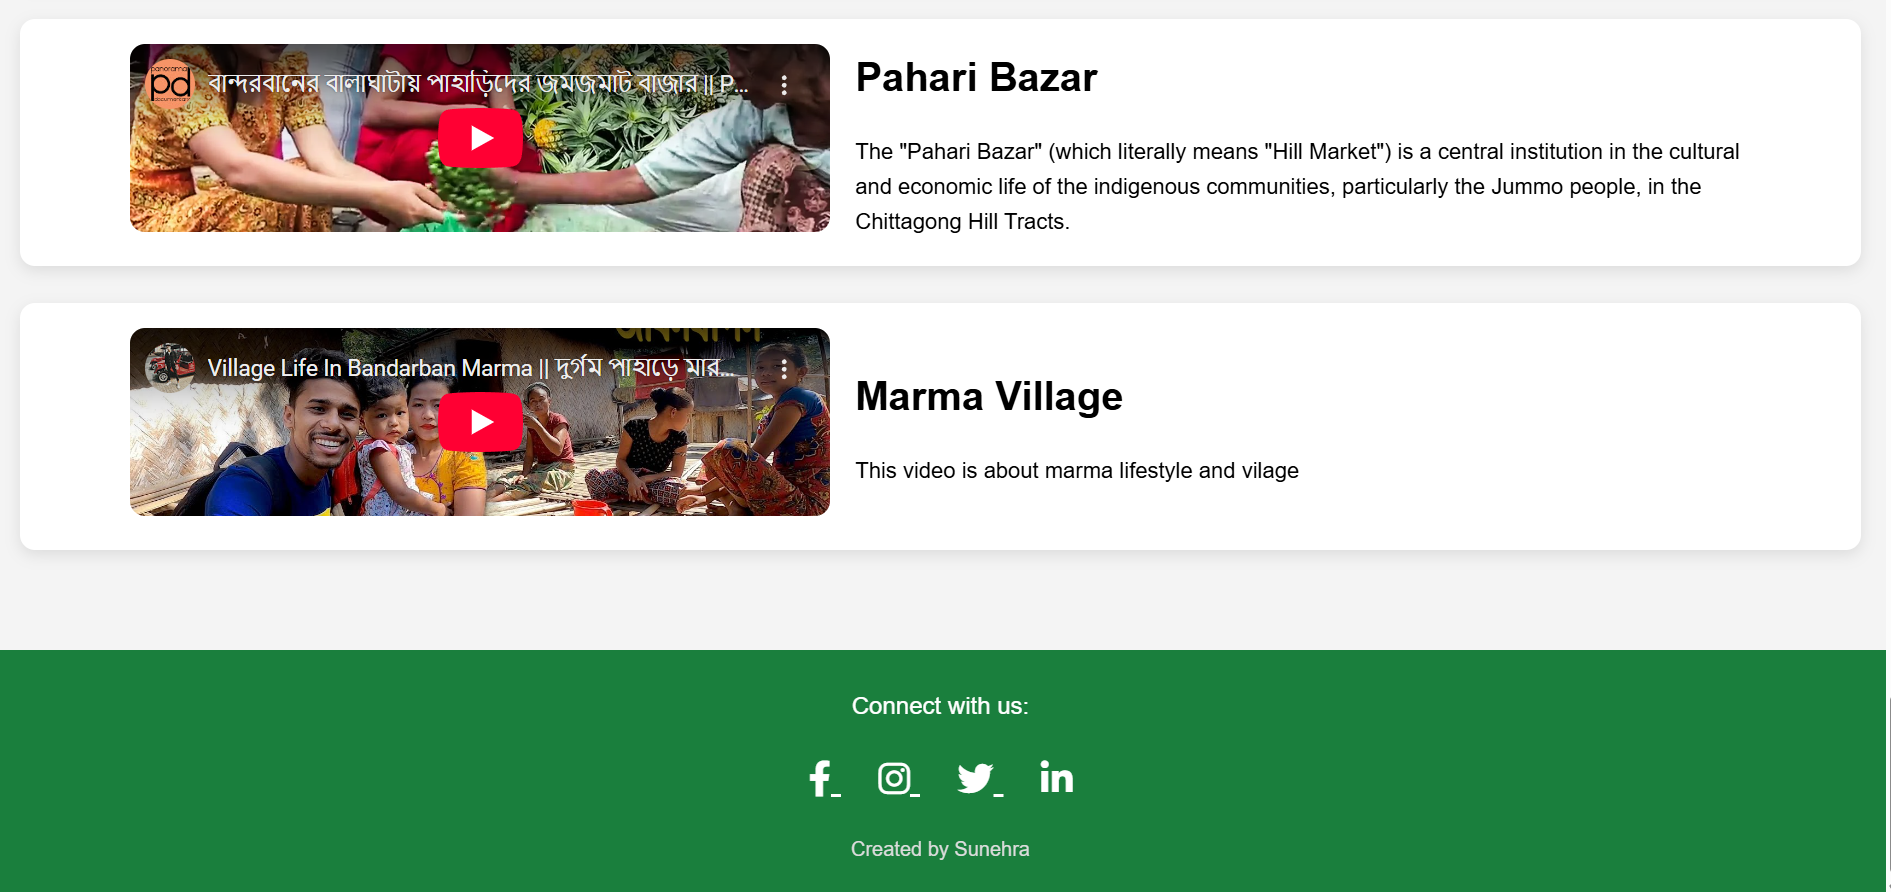 panorama
pd
documentary
বান্দরবানের বালাঘাটায় পাহাড়িদের জমজমাট বাজার || P...
Pahari Bazar
The "Pahari Bazar" (which literally means "Hill Market") is a central institution in the cultural
and economic life of the indigenous communities, particularly the Jummo people, in the
Chittagong Hill Tracts.
Village Life In Bandarban Marma || দুর্গম পাহাড়ে মার...
Marma Village
This video is about marma lifestyle and vilage
Connect with us:
Created by Sunehra